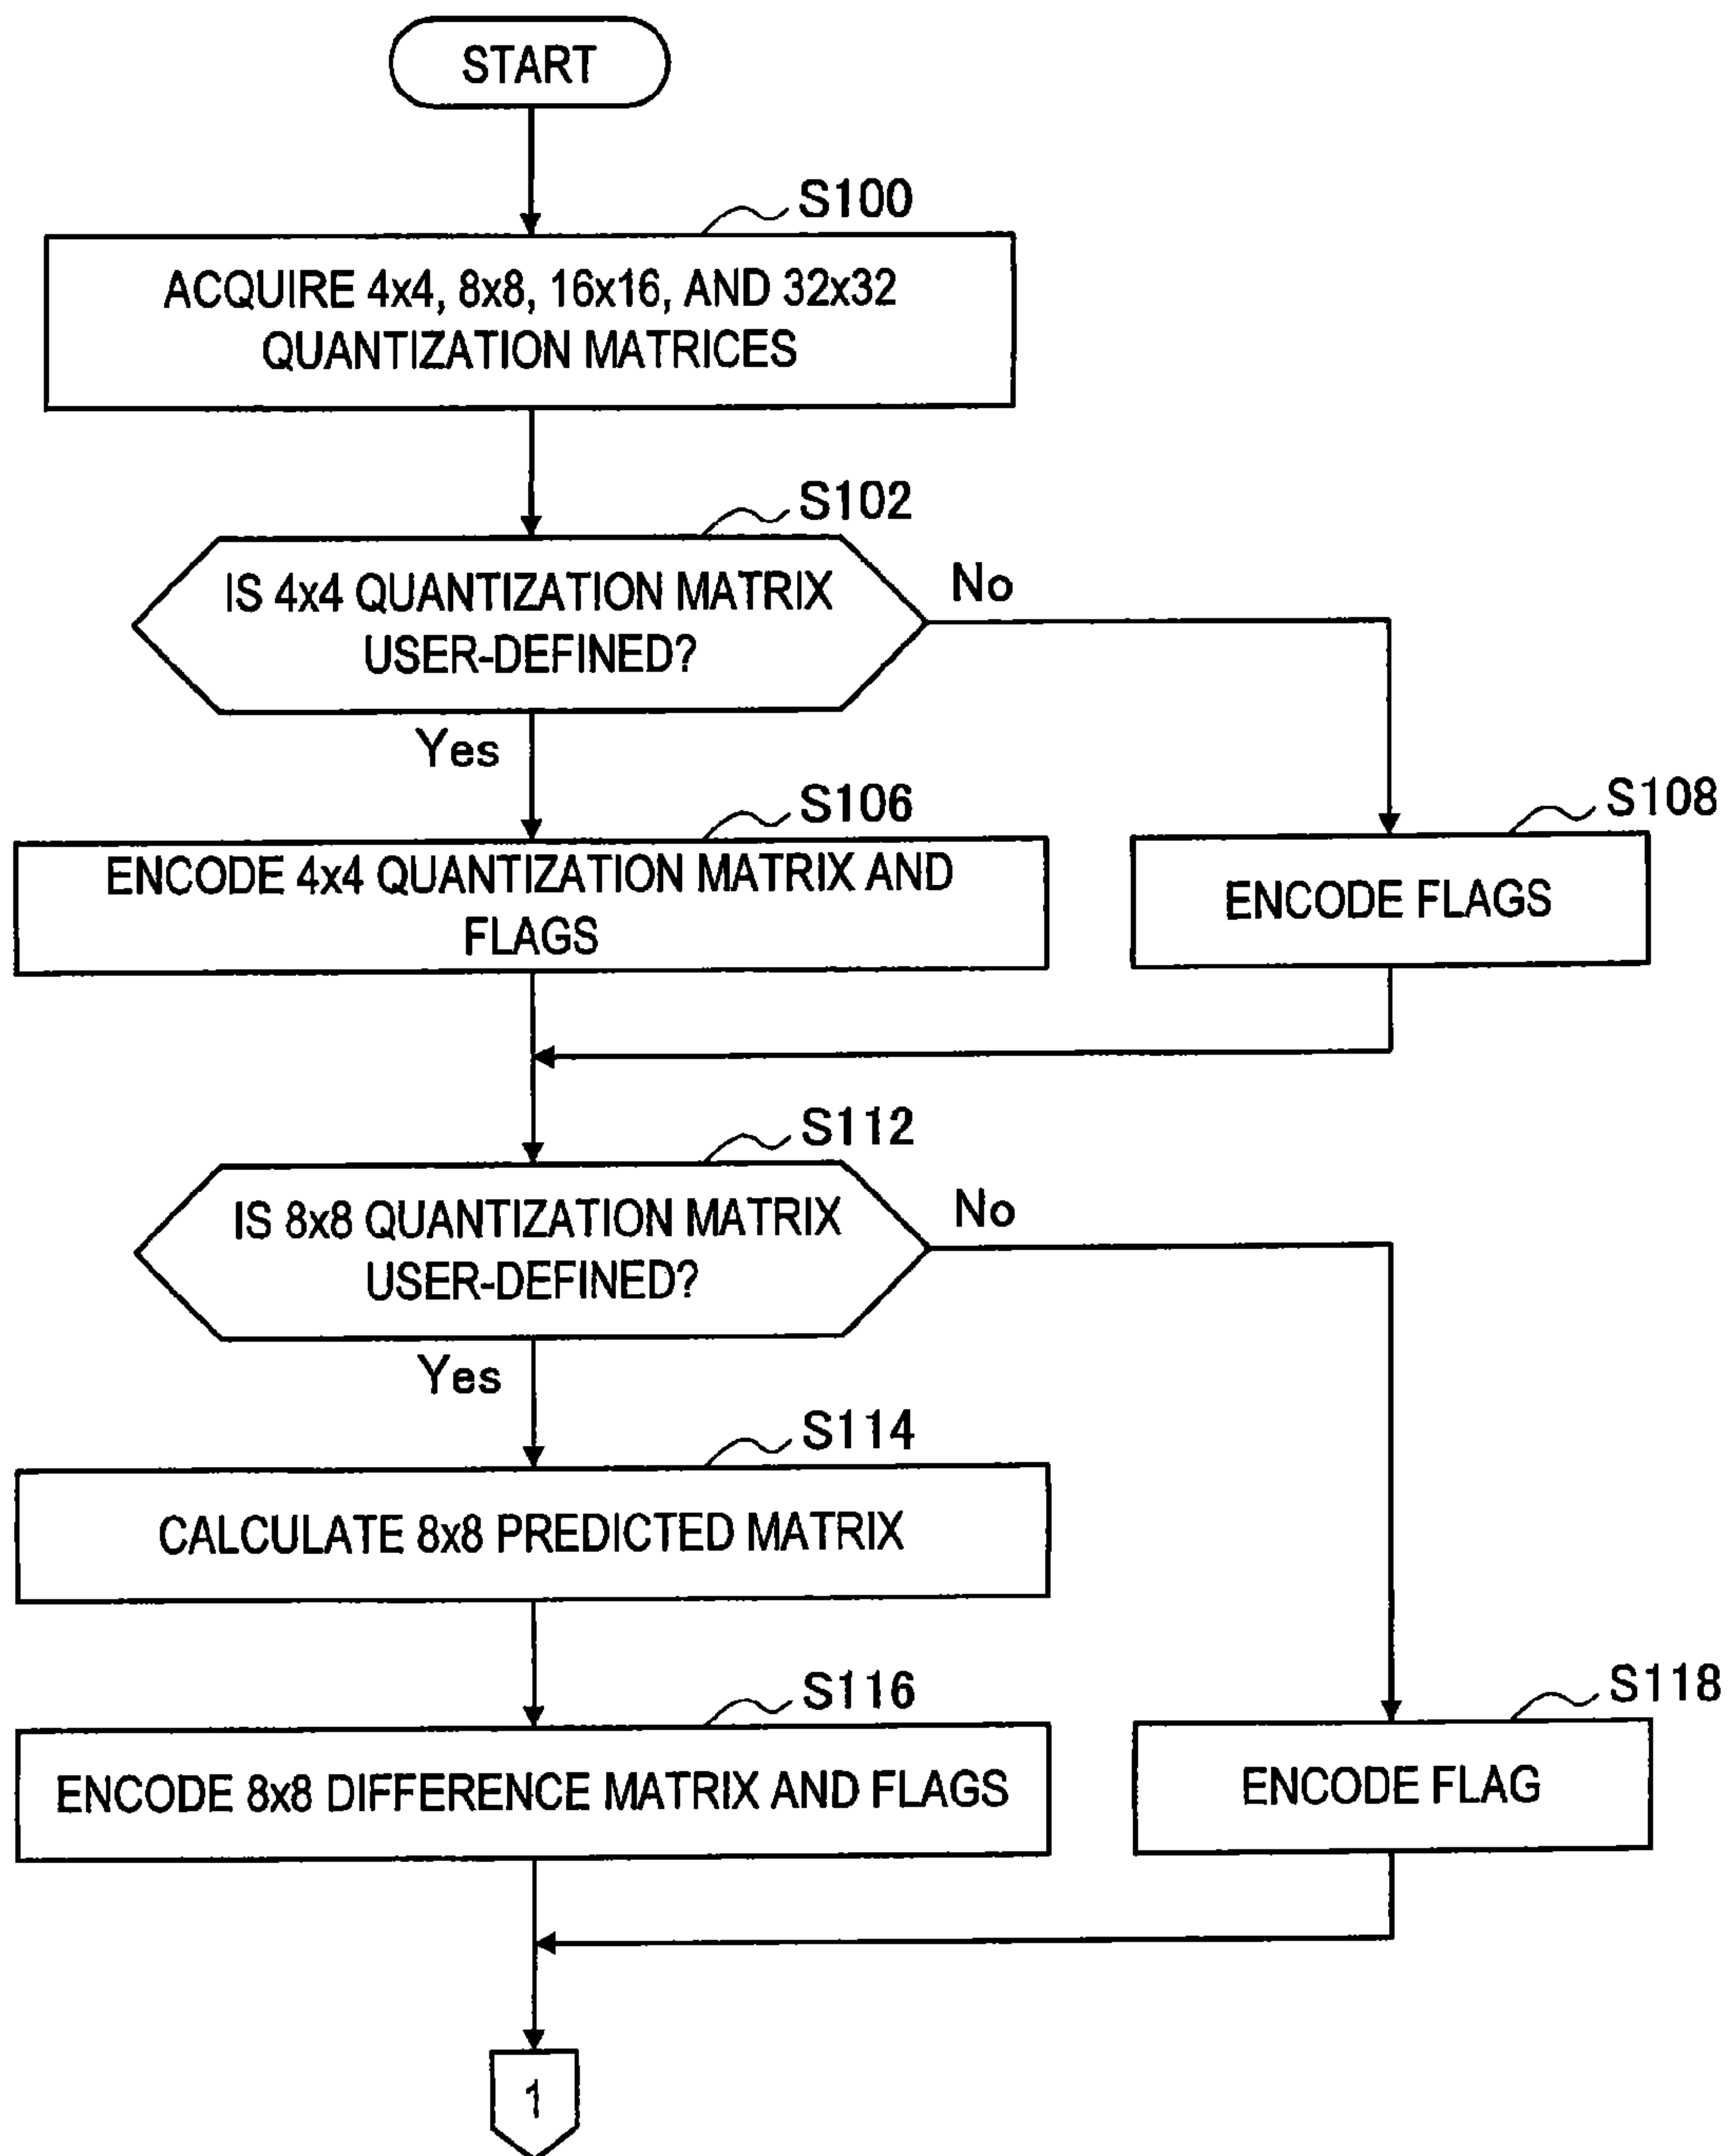 START
S100
ACQUIRE 4x4, 8x8, 16x16, AND 32x32
QUANTIZATION MATRICES
S102
IS 4x4 QUANTIZATION MATRIX
USER-DEFINED?
No
Yes
S106
ENCODE 4x4 QUANTIZATION MATRIX AND
FLAGS
S108
ENCODE FLAGS
S112
IS 8x8 QUANTIZATION MATRIX
USER-DEFINED?
No
Yes
S114
CALCULATE 8x8 PREDICTED MATRIX
S116
ENCODE 8x8 DIFFERENCE MATRIX AND FLAGS
S118
ENCODE FLAG
1